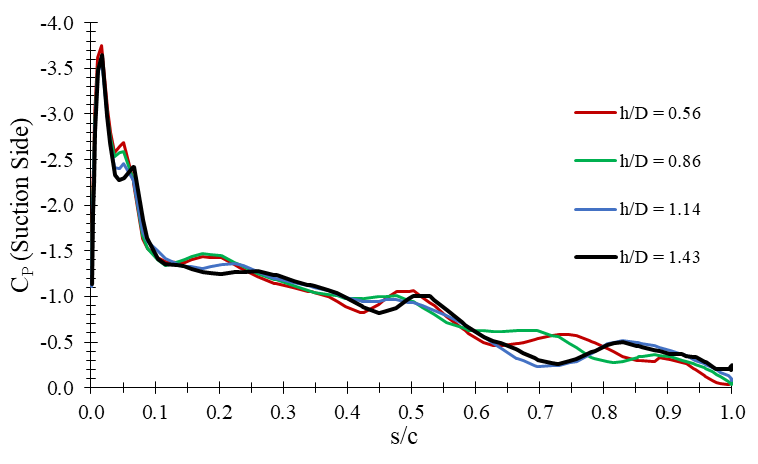 -4.0
-3.5
-3.0
-2.5
-2.0
-1.5
-1.0
-0.5
0.0
C_P (Suction Side)
h/D = 0.56
h/D = 0.86
h/D = 1.14
h/D = 1.43
0.0 0.1 0.2 0.3 0.4 0.5 0.6 0.7 0.8 0.9 1.0
s/c